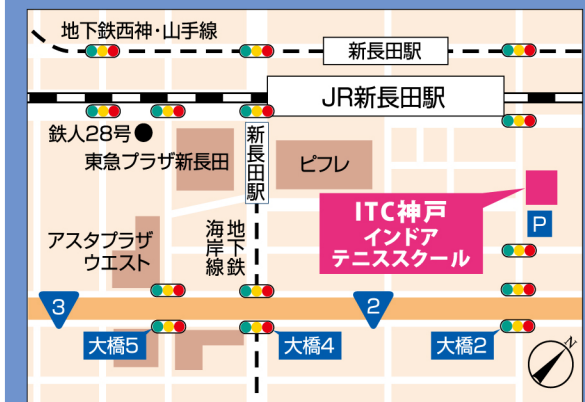 地下鉄西神・山手線
新長田駅
JR新長田駅
鉄人28号
東急プラザ新長田
新長田駅
ピフレ
ITC神戸
インドア
テニススクール
P
アスタプラザ
ウエスト
地下鉄
海岸線
3
2
大橋5
大橋4
大橋2
N